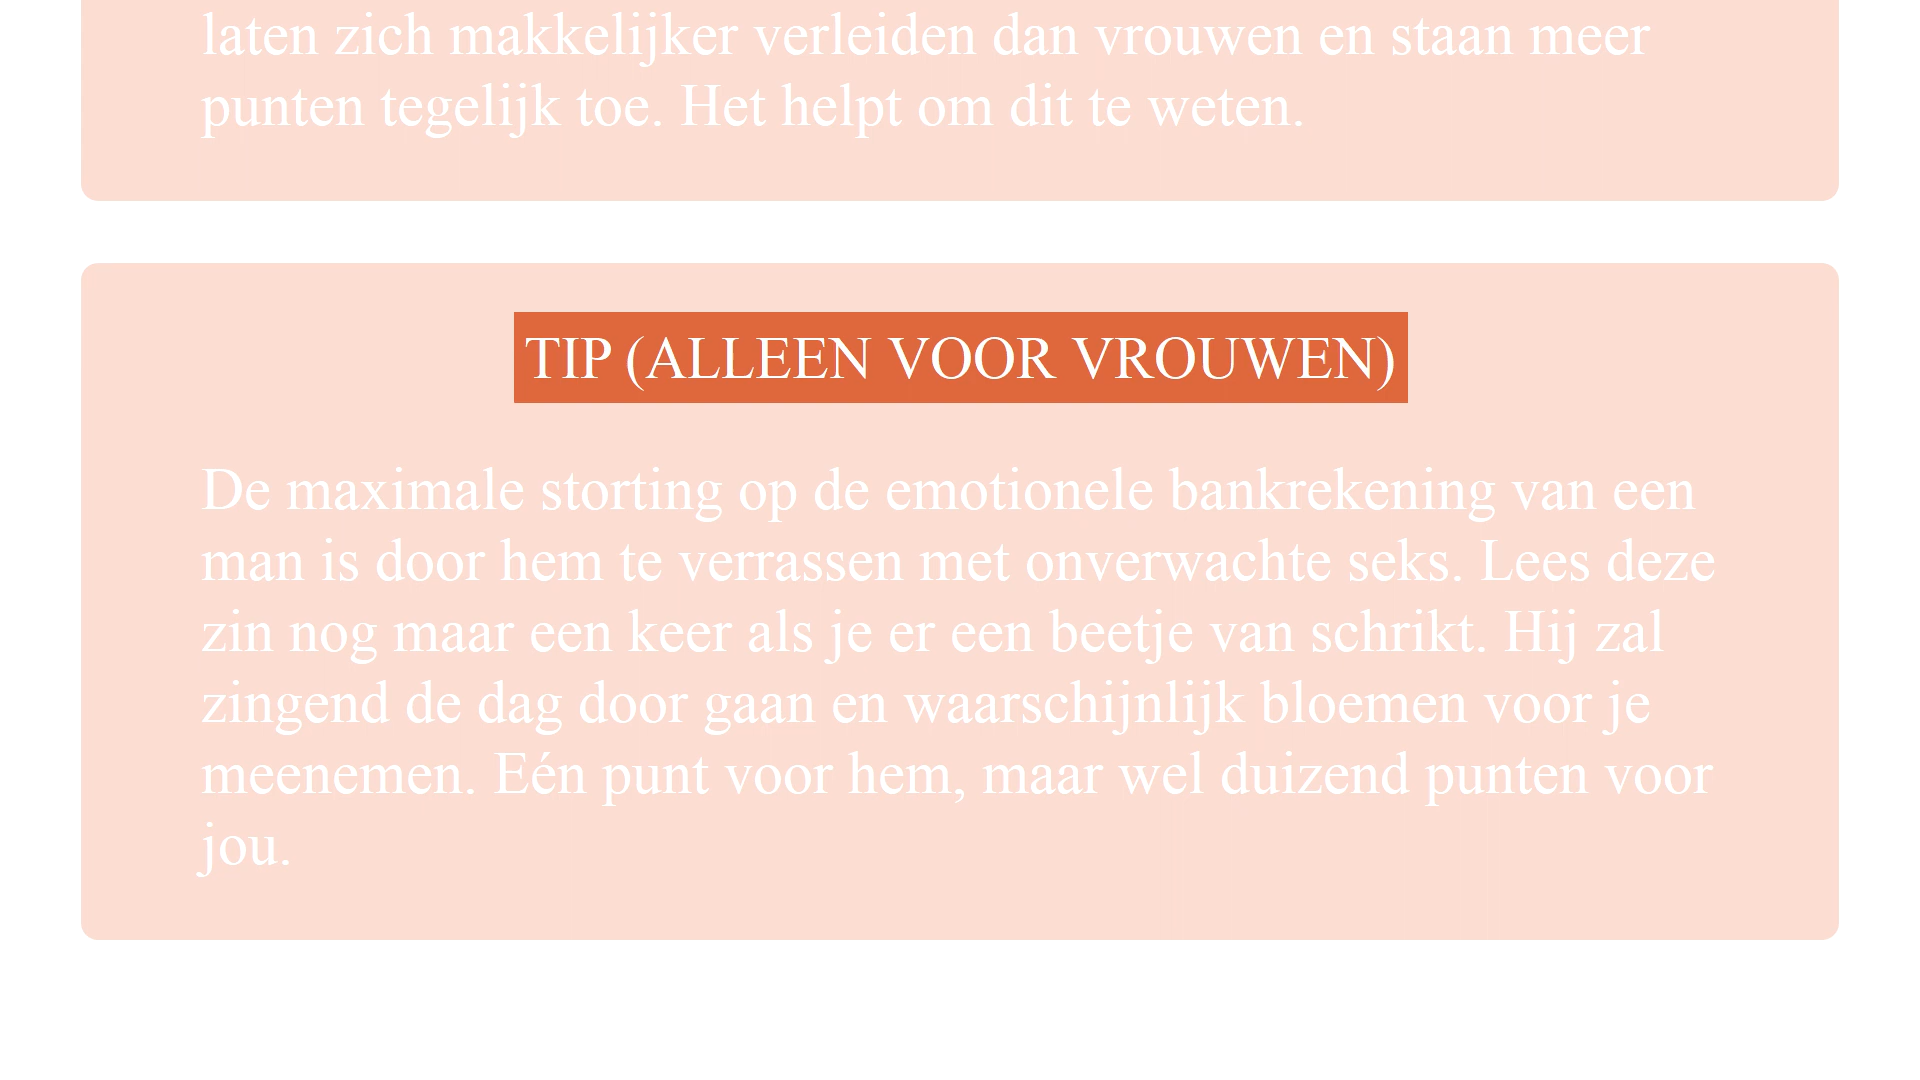 laten zich makkelijker verleiden dan vrouwen en staan meer
punten tegelijk toe. Het helpt om dit te weten.
TIP (ALLEEN VOOR VROUWEN)
De maximale storting op de emotionele bankrekening van een
man is door hem te verrassen met onverwachte seks. Lees deze
zin nog maar een keer als je er een beetje van schrikt. Hij zal
zingend de dag door gaan en waarschijnlijk bloemen voor je
meenemen. Eén punt voor hem, maar wel duizend punten voor
jou.